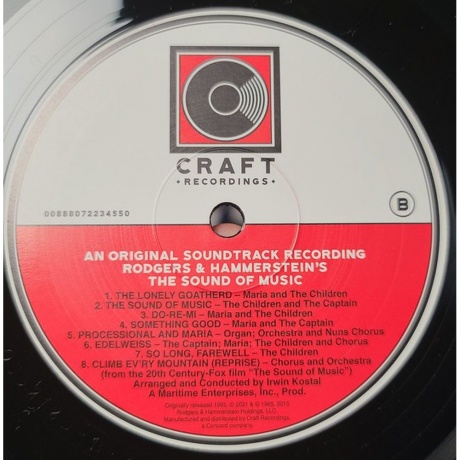 CRAFT
• RECORDINGS •
00888072234550
B
AN ORIGINAL SOUNDTRACK RECORDING
RODGERS & HAMMERSTEIN'S
THE SOUND OF MUSIC
1. THE LONELY GOATHERD – Maria and The Children
2. THE SOUND OF MUSIC – The Children and The Captain
3. DO-RE-MI – Maria and The Children
4. SOMETHING GOOD – Maria and The Captain
5. PROCESSIONAL AND MARIA – Organ; Orchestra and Nuns Chorus
6. EDELWEISS – The Captain; Maria; The Children and Chorus
7. SO LONG, FAREWELL – The Children
8. CLIMB EV'RY MOUNTAIN (REPRISE) – Chorus and Orchestra
(from the 20th Century-Fox film "The Sound of Music")
Arranged and Conducted by Irwin Kostal
A Maritime Enterprises, Inc., Prod.
Rodgers & Hammerstein Holdings, LLC.
Manufactured and distributed by Craft Recordings,
a Concord company.